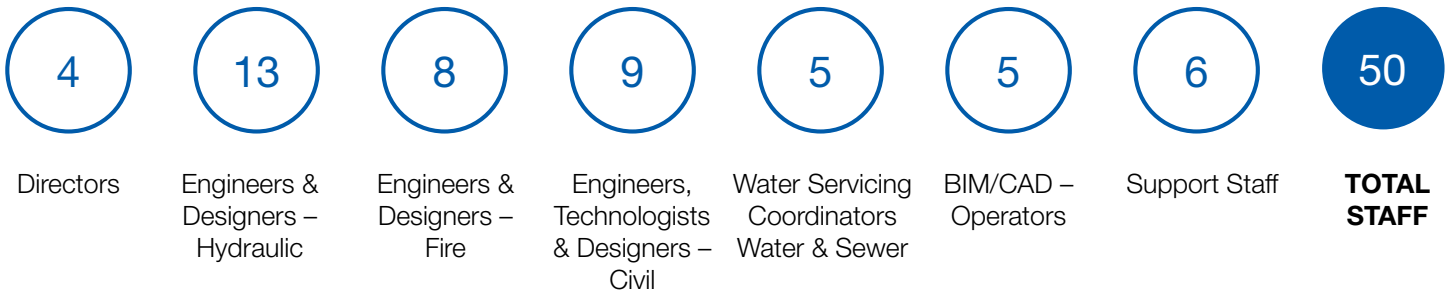 4
13
8
9
5
5
6
50
Directors
Engineers &
Designers –
Hydraulic
Engineers &
Designers –
Fire
Engineers,
Technologists
& Designers –
Civil
Water Servicing
Coordinators
Water & Sewer
BIM/CAD –
Operators
Support Staff
TOTAL
STAFF